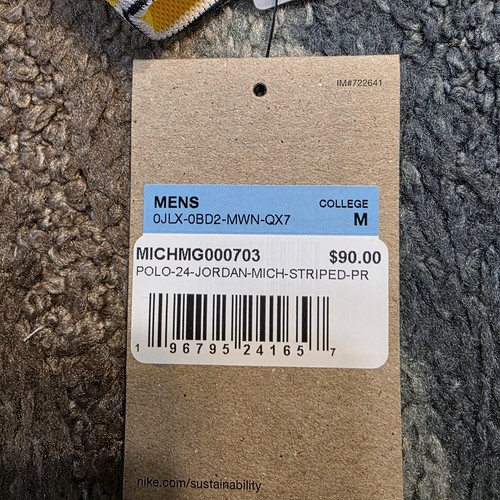 IM#722641
MENS
COLLEGE
0JLX-0BD2-MWN-QX7
M
MICHMG000703
$90.00
POLO-24-JORDAN-MICH-STRIPED-PR
1 96795 24165 7
nike.com/sustainability